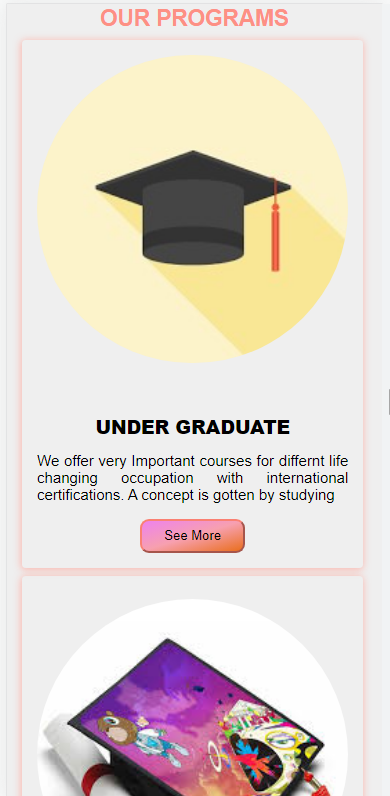 OUR PROGRAMS
UNDER GRADUATE
We offer very Important courses for differnt life
changing occupation with international
certifications. A concept is gotten by studying
See More